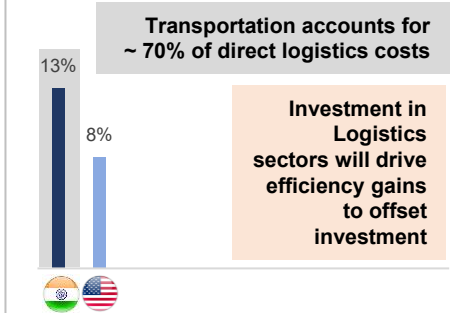 Transportation accounts for
~ 70% of direct logistics costs
13%
8%
Investment in
Logistics
sectors will drive
efficiency gains
to offset
investment